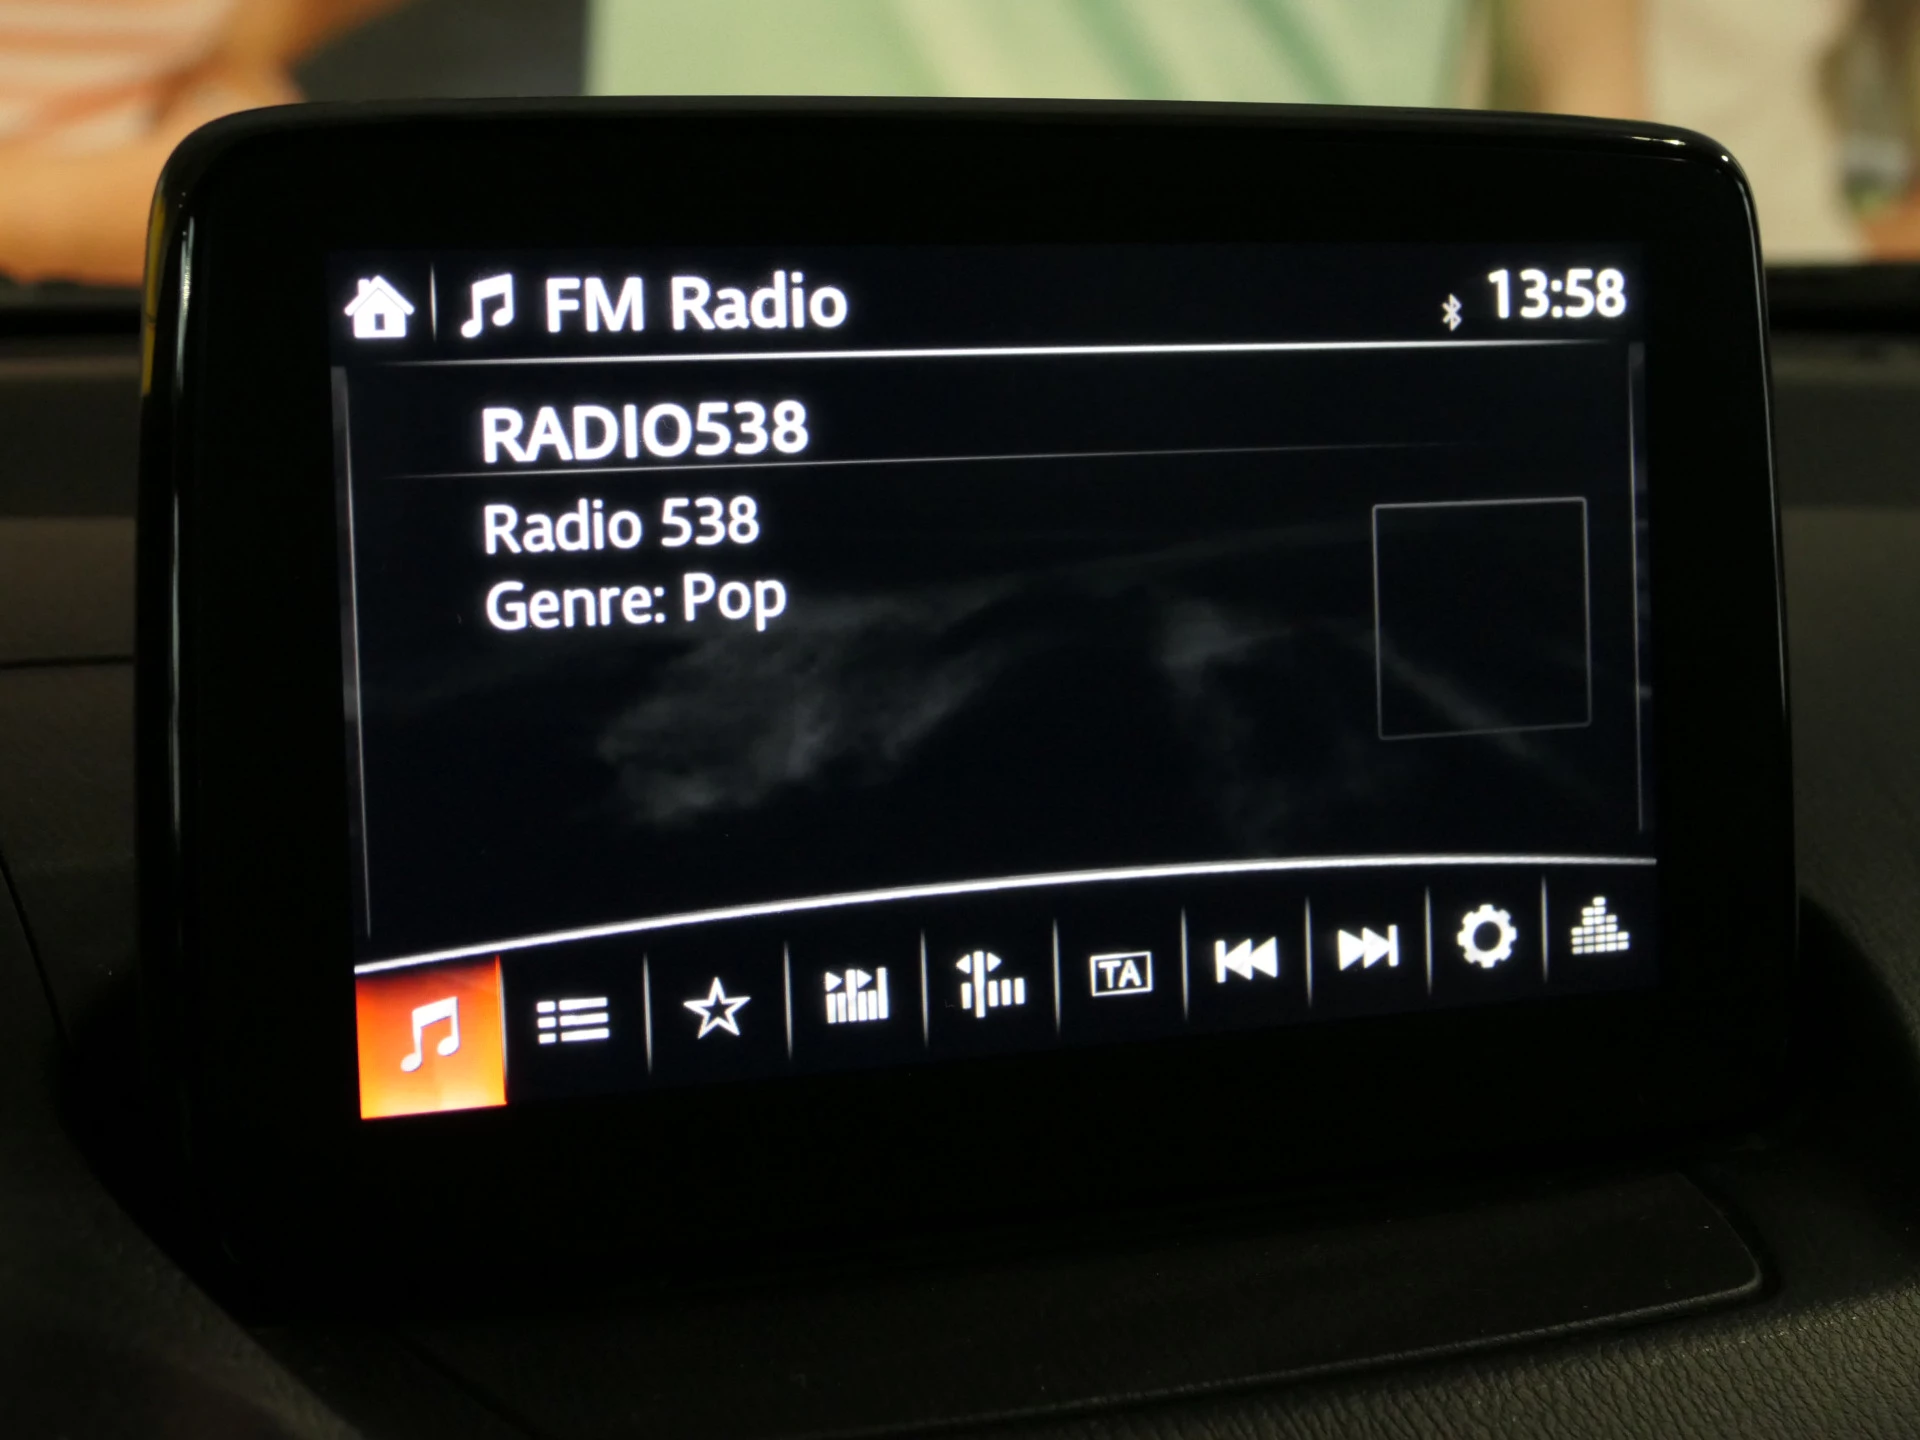 FM Radio
13:58
RADIO538
Radio 538
Genre: Pop
TA